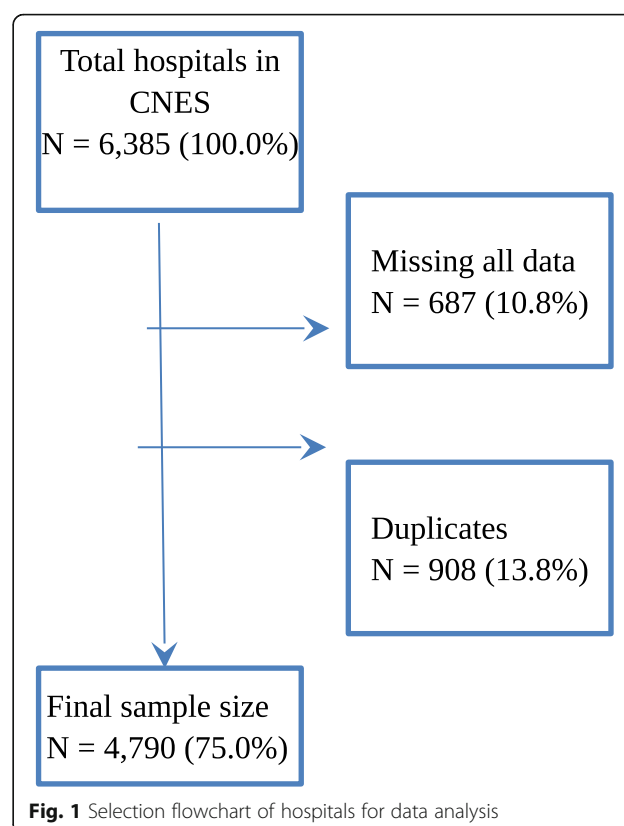 Total hospitals in
CNES
N = 6,385 (100.0%)
Missing all data
N = 687 (10.8%)
Duplicates
N = 908 (13.8%)
Final sample size
N = 4,790 (75.0%)
Fig. 1 Selection flowchart of hospitals for data analysis